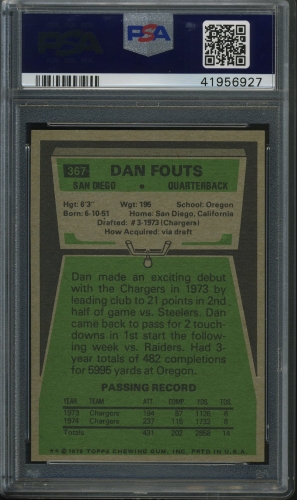 PSA
41956927
367 DAN FOUTS
SAN DIEGO • QUARTERBACK
Hgt: 6'3" Wgt: 195 School: Oregon
Born: 6-10-51 Home: San Diego, California
Drafted: #3-1973 (Chargers)
How Acquired: via draft
Dan made an exciting debut
with the Chargers in 1973 by
leading club to 21 points in 2nd
half of game vs. Steelers. Dan
came back to pass for 2 touch-
downs in 1st start the follow-
ing week vs. Raiders. Had 3-
year totals of 482 completions
for 5995 yards at Oregon.
PASSING RECORD
YEAR TEAM ATT. COMP. YDS. TD
1973 Chargers 194 87 1126 6
1974 Chargers 237 115 1732 8
Totals 431 202 2858 14
© 1975 TOPPS CHEWING GUM, INC. PRTD IN U.S.A.